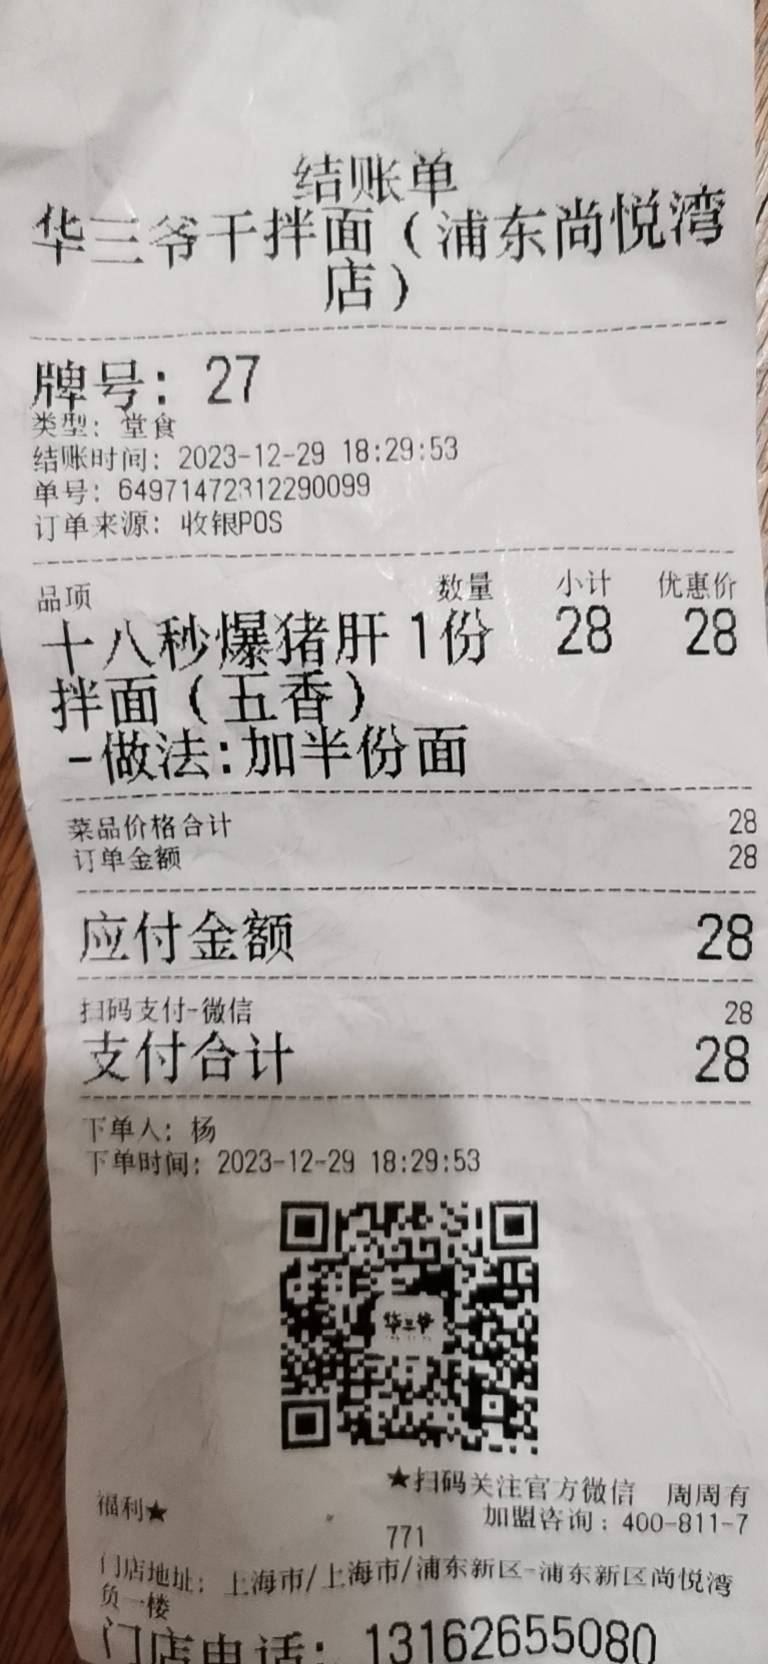 结账单
华三爷干拌面（浦东尚悦湾
店）
牌号：27
类型：堂食
结账时间：2023-12-29 18:29:53
单号：64971472312290099
订单来源：收银POS
品项 数量 小计 优惠价
十八秒爆猪肝 1份 28 28
拌面（五香）
-做法:加半份面
菜品价格合计 28
订单金额 28
应付金额 28
扫码支付-微信 28
支付合计 28
下单人：杨
下单时间：2023-12-29 18:29:53
华三爷
★扫码关注官方微信 周周有
福利★
加盟咨询：400-811-7
771
门店地址：上海市/上海市/浦东新区-浦东新区尚悦湾
负一楼
门店电话：13162655080